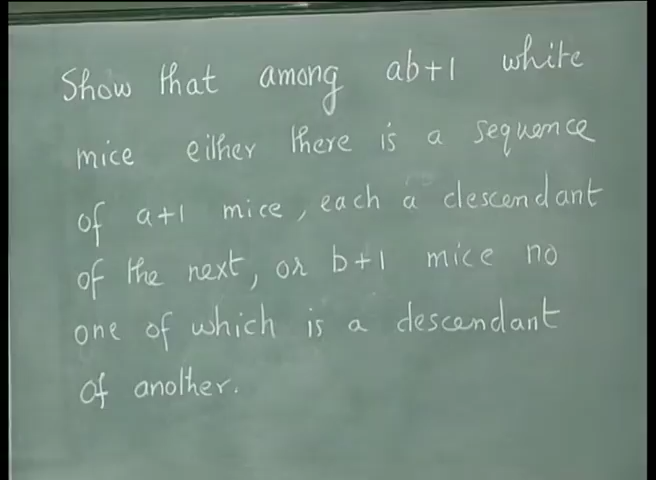 Show that among ab+1 white
mice either there is a sequence
of a+1 mice, each a descendant
of the next, or b+1 mice no
one of which is a descendant
of another.